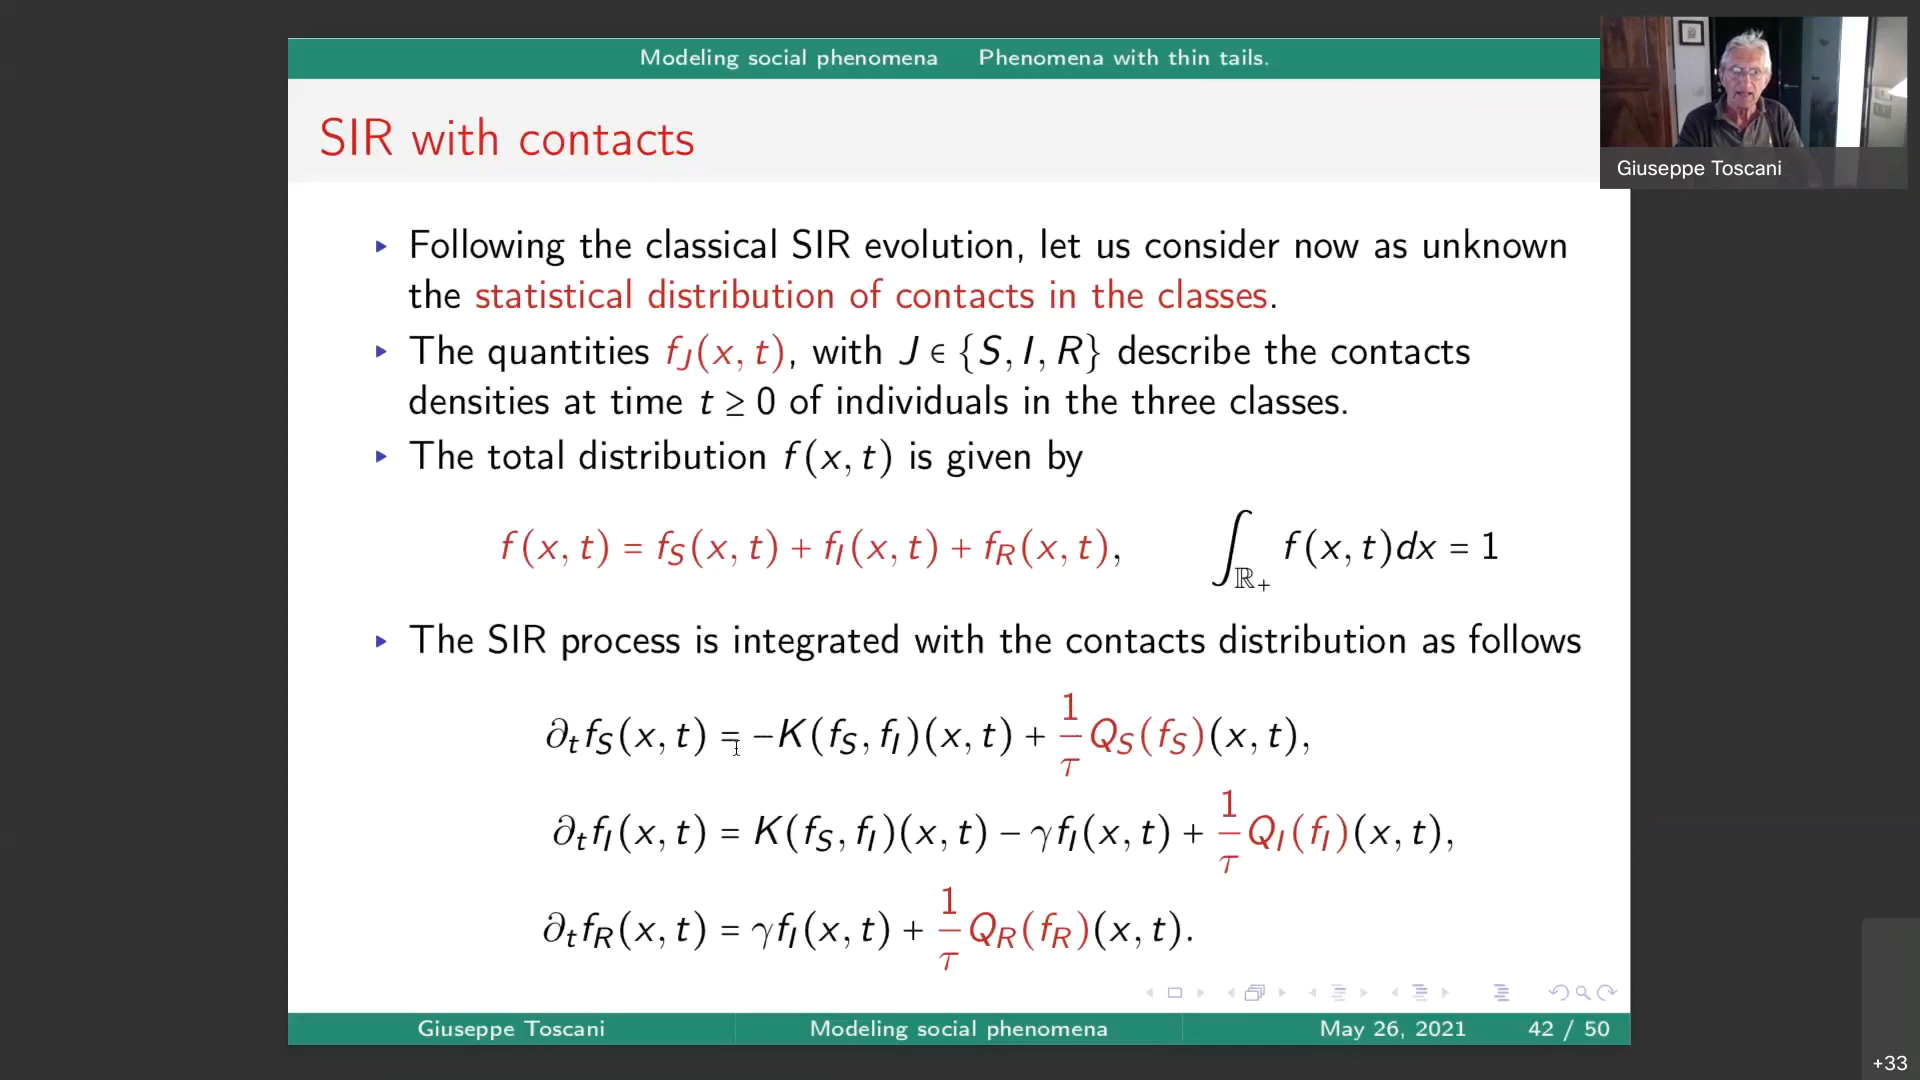 Modeling social phenomena Phenomena with thin tails.
SIR with contacts
Giuseppe Toscani
▸ Following the classical SIR evolution, let us consider now as unknown
the statistical distribution of contacts in the classes.
▸ The quantities f_J(x, t), with J ∈ {S, I, R} describe the contacts
densities at time t ≥ 0 of individuals in the three classes.
▸ The total distribution f(x, t) is given by
f(x, t) = f_S(x, t) + f_I(x, t) + f_R(x, t), ∫_{ℝ_+} f(x, t)dx = 1
▸ The SIR process is integrated with the contacts distribution as follows
∂_t f_S(x, t) = −K(f_S, f_I)(x, t) + 1/τ Q_S(f_S)(x, t),
∂_t f_I(x, t) = K(f_S, f_I)(x, t) − γf_I(x, t) + 1/τ Q_I(f_I)(x, t),
∂_t f_R(x, t) = γf_I(x, t) + 1/τ Q_R(f_R)(x, t).
Giuseppe Toscani Modeling social phenomena May 26, 2021 42 / 50
+33